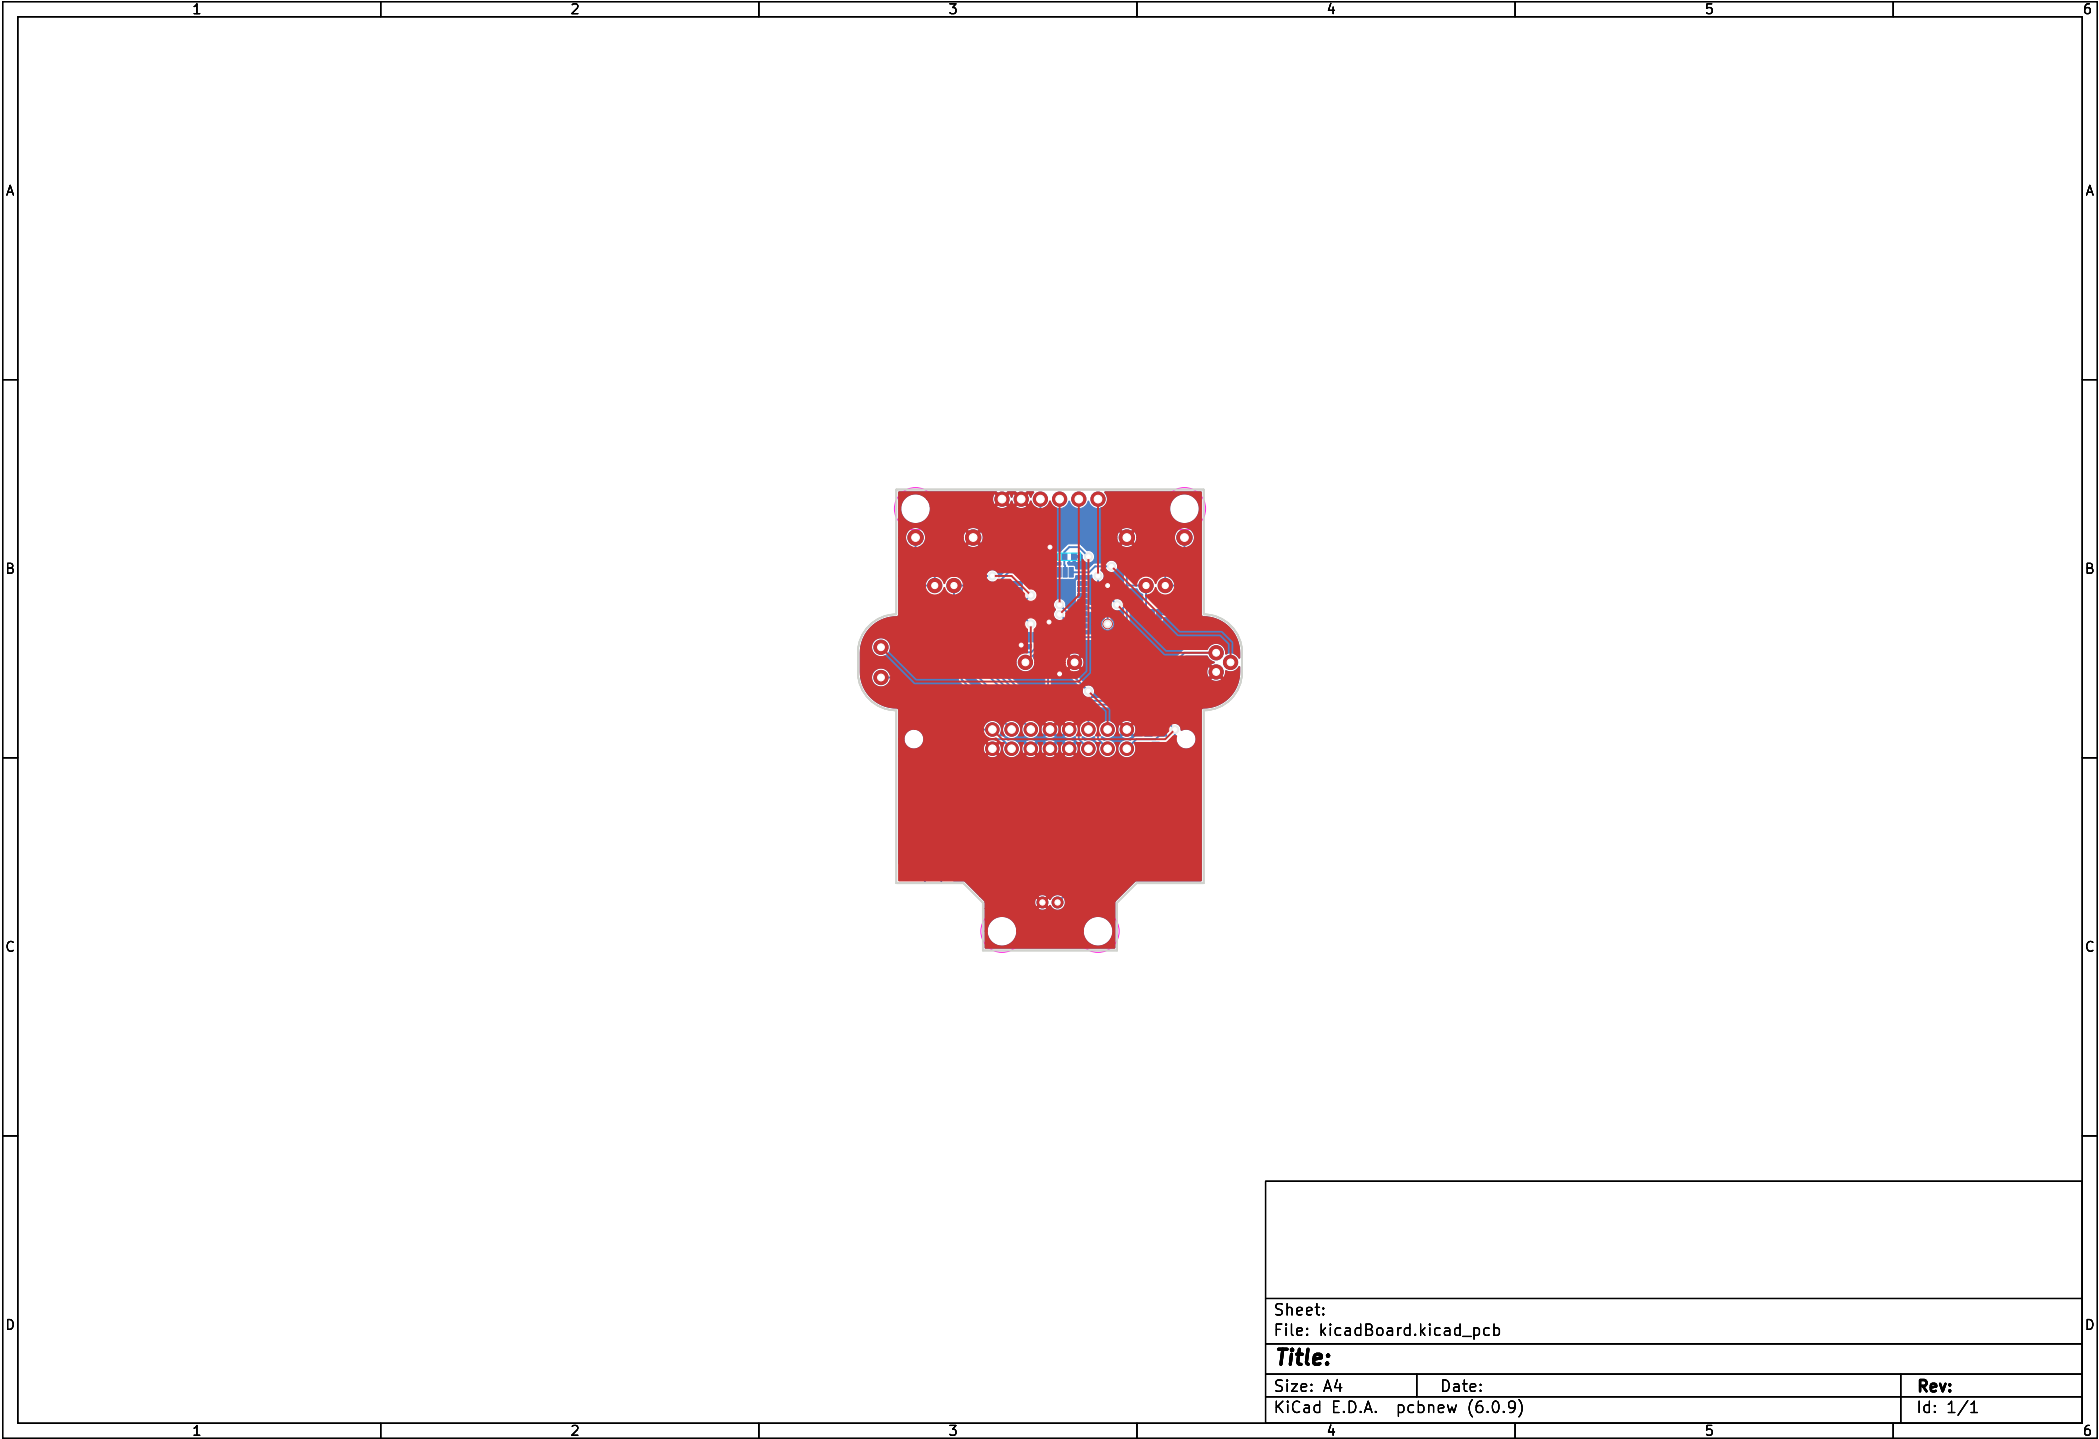 1 2 3 4 5 6
A A
B B
C C
D D
Sheet:
File: kicadBoard.kicad_pcb
Title:
Size: A4 Date: Rev:
KiCad E.D.A. pcbnew (6.0.9) Id: 1/1
1 2 3 4 5 6